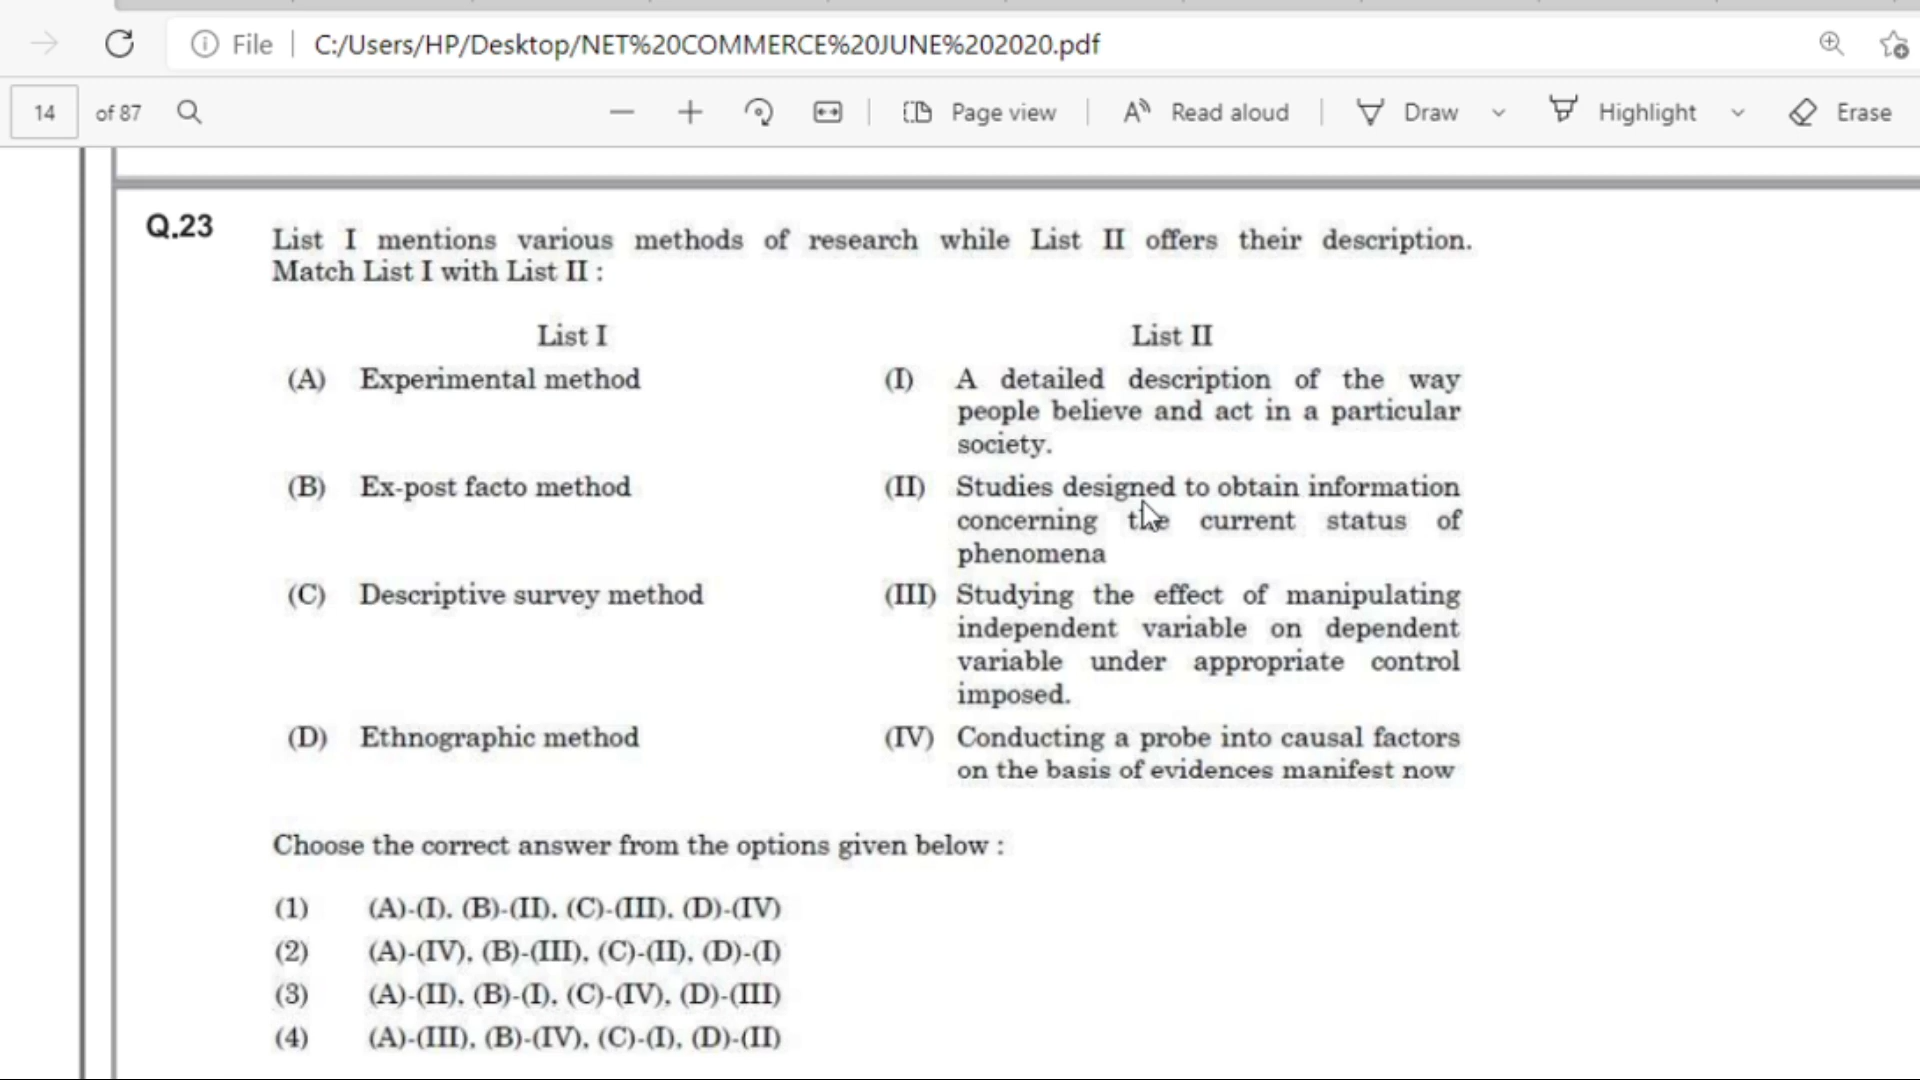 File C:/Users/HP/Desktop/NET%20COMMERCE%20JUNE%202020.pdf
14 of 87 Page view Read aloud Draw Highlight Erase
Q.23
List I mentions various methods of research while List II offers their description.
Match List I with List II :
List I List II
(A) Experimental method (I) A detailed description of the way
people believe and act in a particular
society.
(B) Ex-post facto method (II) Studies designed to obtain information
concerning the current status of
phenomena
(C) Descriptive survey method (III) Studying the effect of manipulating
independent variable on dependent
variable under appropriate control
imposed.
(D) Ethnographic method (IV) Conducting a probe into causal factors
on the basis of evidences manifest now
Choose the correct answer from the options given below :
(1) (A)-(I), (B)-(II), (C)-(III), (D)-(IV)
(2) (A)-(IV), (B)-(III), (C)-(II), (D)-(I)
(3) (A)-(II), (B)-(I), (C)-(IV), (D)-(III)
(4) (A)-(III), (B)-(IV), (C)-(I), (D)-(II)